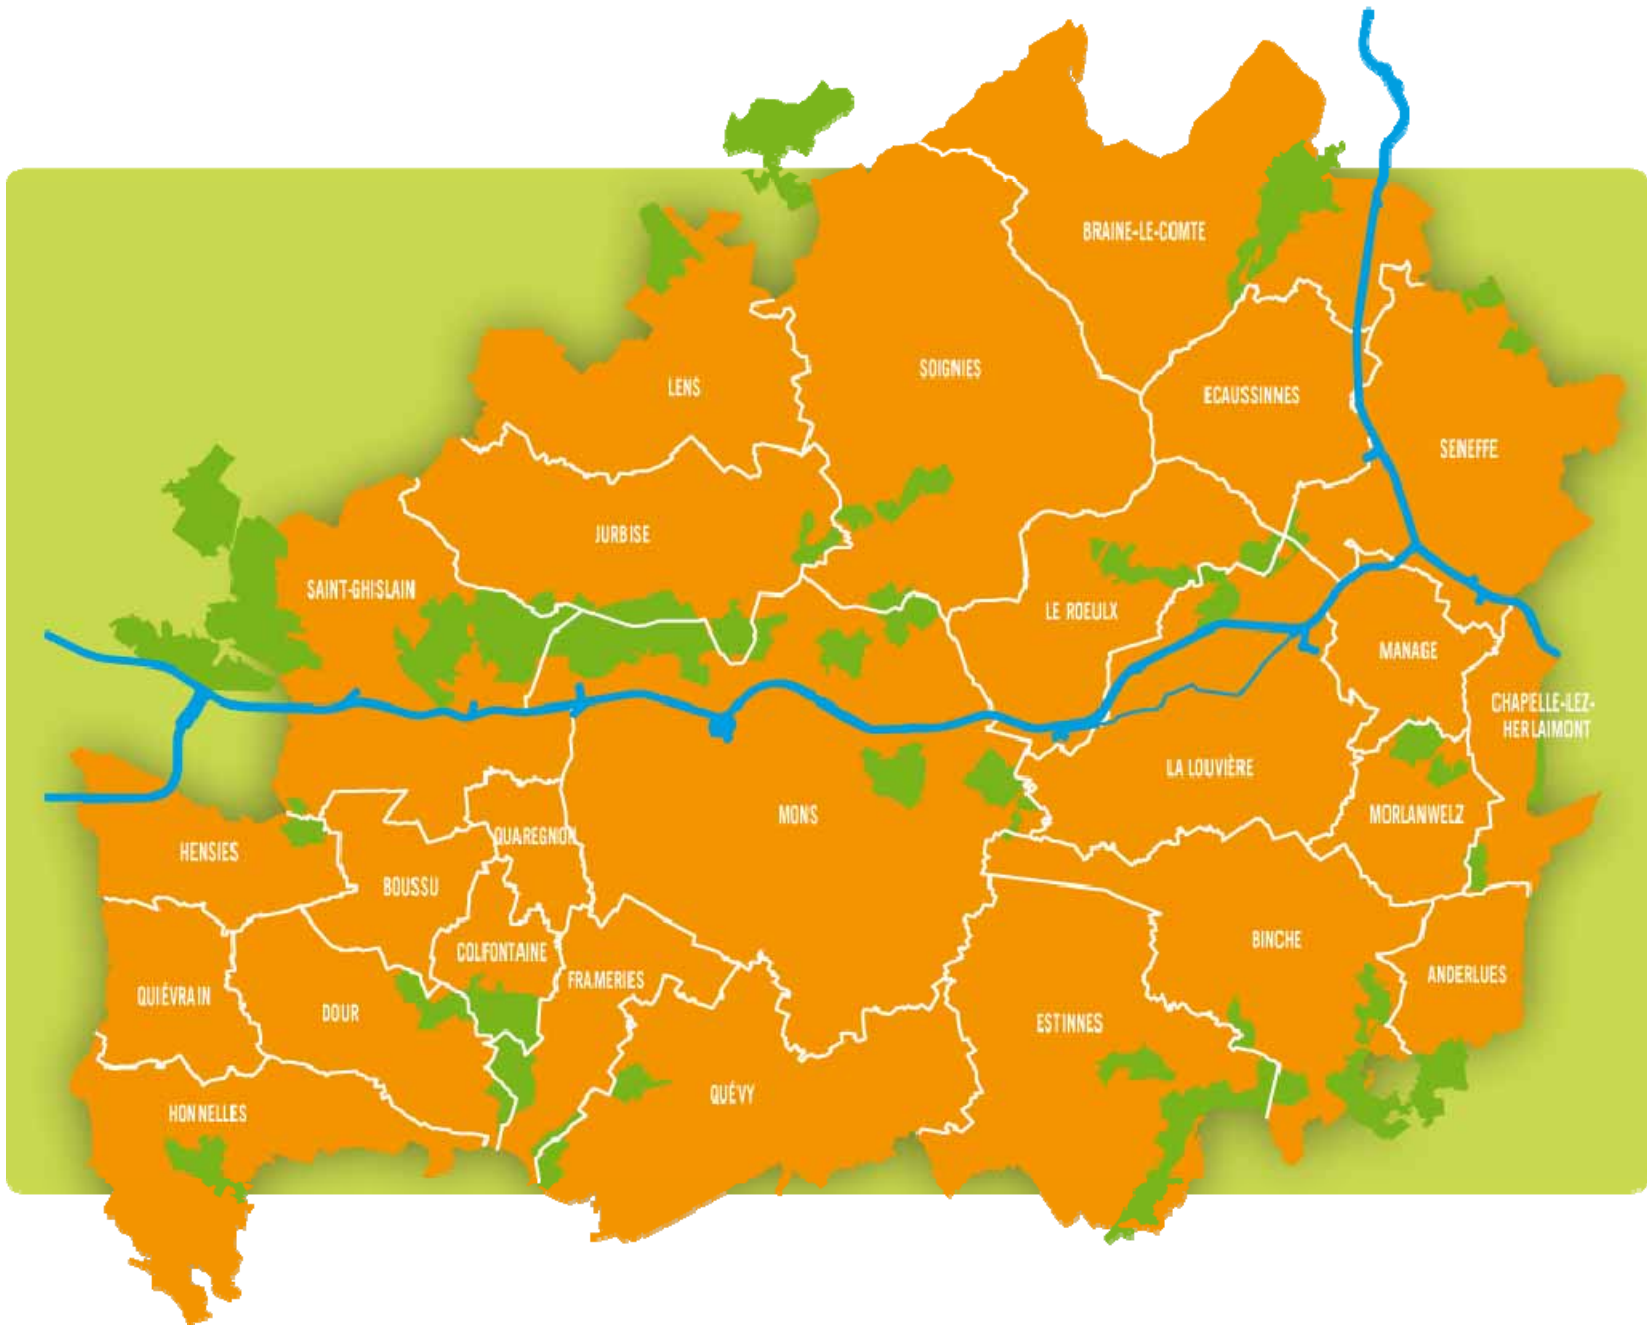 BRAINE-LE-COMTE
SOIGNIES
LENS
ECAUSSINNES
SENEFFE
JURBISE
SAINT-GHISLAIN
LE ROEULX
MANAGE
CHAPELLE-LEZ-
HERLAIMONT
LA LOUVIÈRE
MONS
MORLANWELZ
QUAREGNON
HENSIES
BOUSSU
BINCHE
COLFONTAINE
FRAMERIES
ANDERLUES
QUIÉVRAIN
DOUR
ESTINNES
QUÉVY
HONNELLES